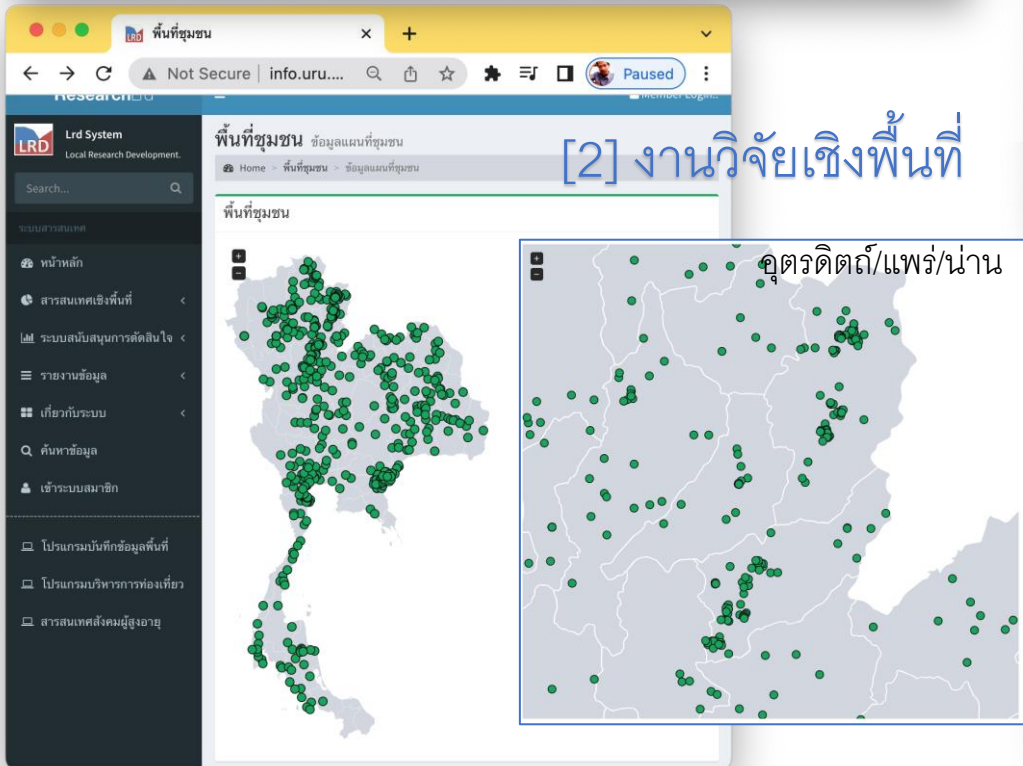 พื้นที่ชุมชน
Not Secure | info.uru....
Paused
ResearchLrd
Member Login..
LRD
Lrd System
Local Research Development.
Search...
ระบบสารสนเทศ
หน้าหลัก
สารสนเทศเชิงพื้นที่
ระบบสนับสนุนการตัดสินใจ
รายงานข้อมูล
เกี่ยวกับระบบ
ค้นหาข้อมูล
เข้าระบบสมาชิก
โปรแกรมบันทึกข้อมูลพื้นที่
โปรแกรมบริหารการท่องเที่ยว
สารสนเทศสังคมผู้สูงอายุ
พื้นที่ชุมชน ข้อมูลแผนที่ชุมชน
Home > พื้นที่ชุมชน > ข้อมูลแผนที่ชุมชน
[2] งานวิจัยเชิงพื้นที่
พื้นที่ชุมชน
อุตรดิตถ์/แพร่/น่าน